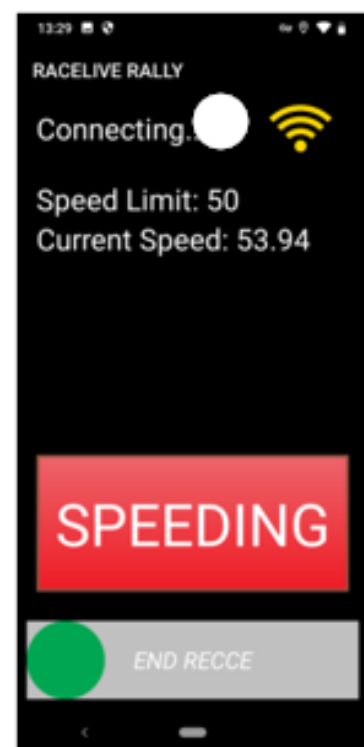 13:29
RACELIVE RALLY
Connecting..
Speed Limit: 50
Current Speed: 53.94
SPEEDING
END RECCE